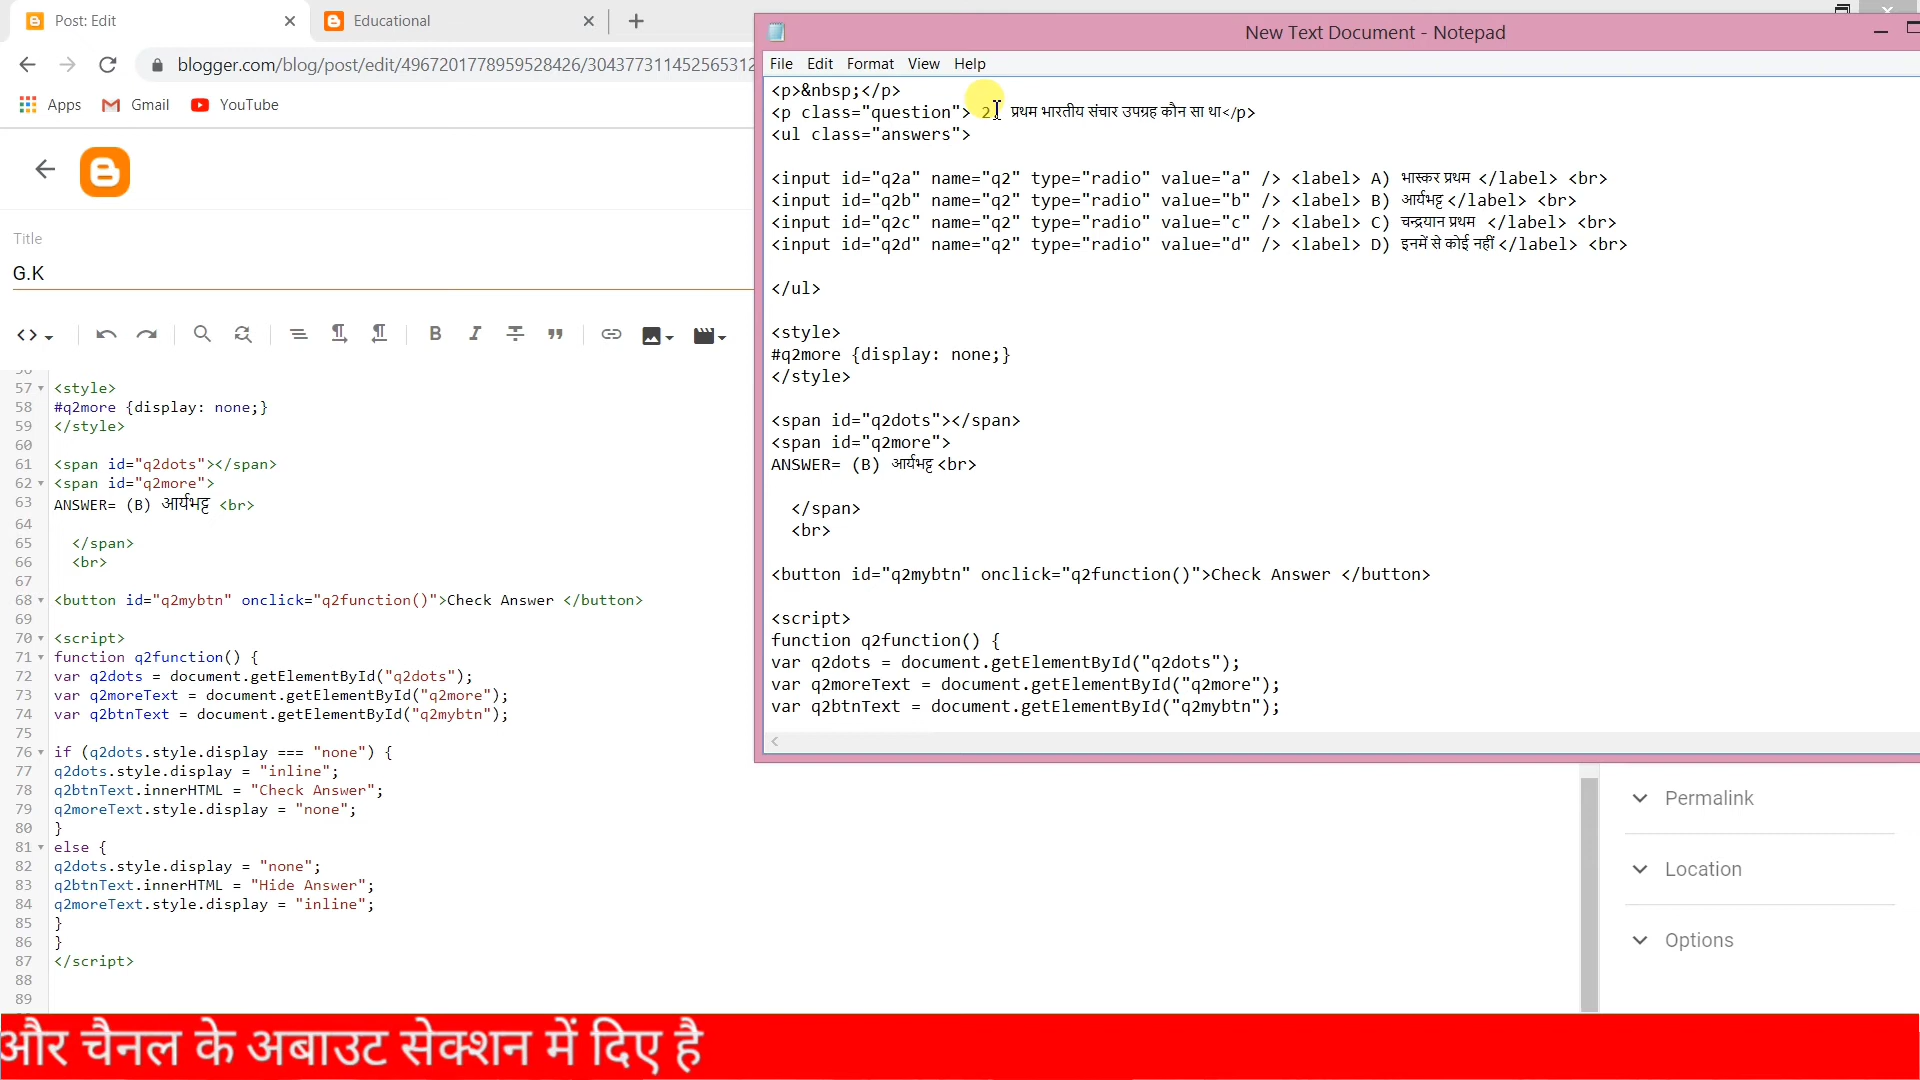 Post: Edit
Educational
blogger.com/blog/post/edit/4967201778959528426/304377311452565312
Apps
Gmail
YouTube
Title
G.K
57 <style>
58 #q2more {display: none;}
59 </style>
60
61 <span id="q2dots"></span>
62 <span id="q2more">
63 ANSWER= (B) आर्यभट्ट <br>
64
65 </span>
66 <br>
67
68 <button id="q2mybtn" onclick="q2function()">Check Answer </button>
69
70 <script>
71 function q2function() {
72 var q2dots = document.getElementById("q2dots");
73 var q2moreText = document.getElementById("q2more");
74 var q2btnText = document.getElementById("q2mybtn");
75
76 if (q2dots.style.display === "none") {
77 q2dots.style.display = "inline";
78 q2btnText.innerHTML = "Check Answer";
79 q2moreText.style.display = "none";
80 }
81 else {
82 q2dots.style.display = "none";
83 q2btnText.innerHTML = "Hide Answer";
84 q2moreText.style.display = "inline";
85 }
86 }
87 </script>
88
89
New Text Document - Notepad
File Edit Format View Help
<p>&nbsp;</p>
<p class="question"> 2) प्रथम भारतीय संचार उपग्रह कौन सा था</p>
<ul class="answers">
<input id="q2a" name="q2" type="radio" value="a" /> <label> A) भास्कर प्रथम </label> <br>
<input id="q2b" name="q2" type="radio" value="b" /> <label> B) आर्यभट्ट </label> <br>
<input id="q2c" name="q2" type="radio" value="c" /> <label> C) चन्द्रयान प्रथम </label> <br>
<input id="q2d" name="q2" type="radio" value="d" /> <label> D) इनमें से कोई नहीं </label> <br>
</ul>
<style>
#q2more {display: none;}
</style>
<span id="q2dots"></span>
<span id="q2more">
ANSWER= (B) आर्यभट्ट <br>
</span>
<br>
<button id="q2mybtn" onclick="q2function()">Check Answer </button>
<script>
function q2function() {
var q2dots = document.getElementById("q2dots");
var q2moreText = document.getElementById("q2more");
var q2btnText = document.getElementById("q2mybtn");
Permalink
Location
Options
और चैनल के अबाउट सेक्शन में दिए है